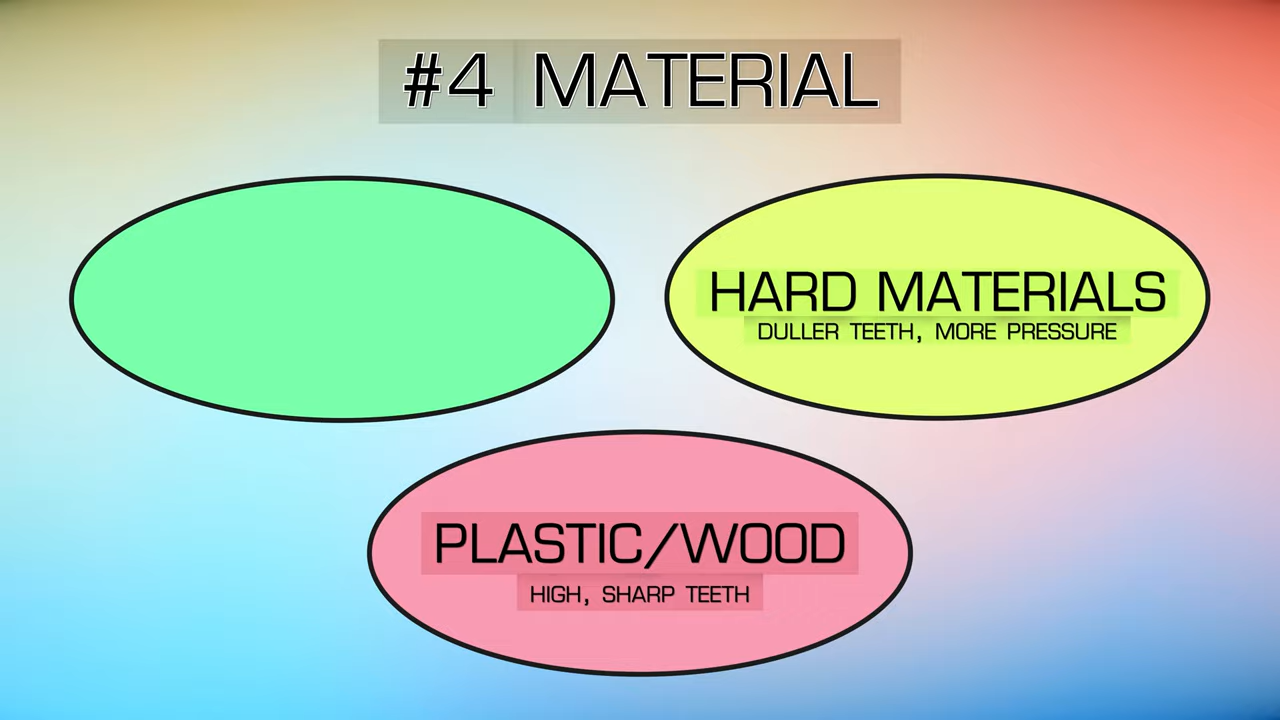 #4 MATERIAL
HARD MATERIALS
DULLER TEETH, MORE PRESSURE
PLASTIC/WOOD
HIGH, SHARP TEETH